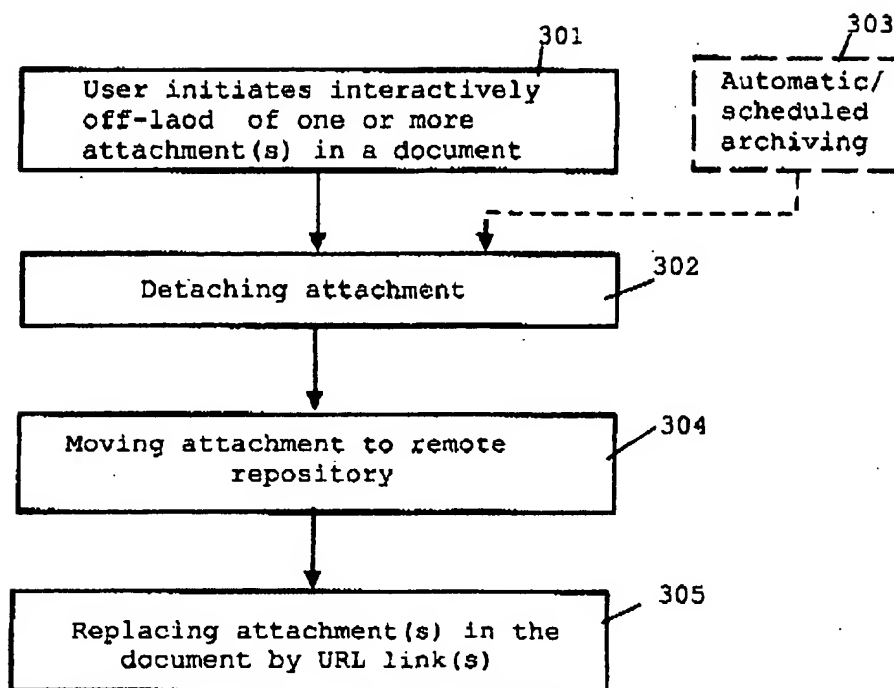 301
User initiates interactively
off-laod of one or more
attachment(s) in a document
303
Automatic/
scheduled
archiving
302
Detaching attachment
304
Moving attachment to remote
repository
305
Replacing attachment(s) in the
document by URL link(s)